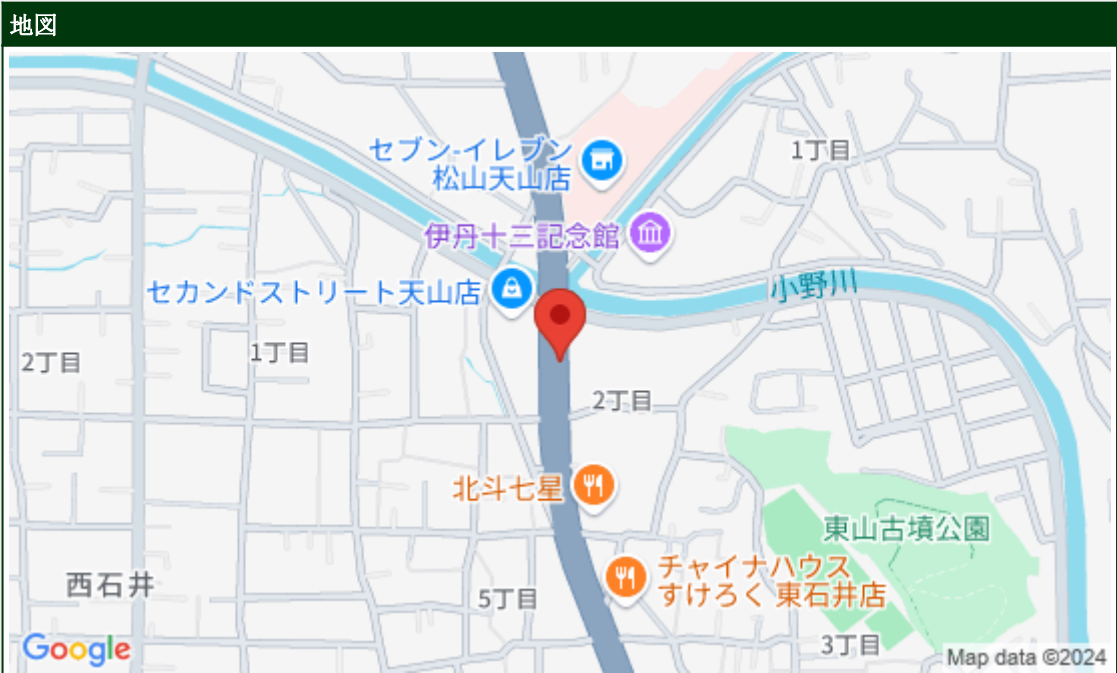 地図
セブン-イレブン
松山天山店
1丁目
伊丹十三記念館
セカンドストリート天山店
小野川
2丁目
1丁目
2丁目
北斗七星
東山古墳公園
チャイナハウス
すけろく 東石井店
西石井
5丁目
3丁目
Google
Map data ©2024